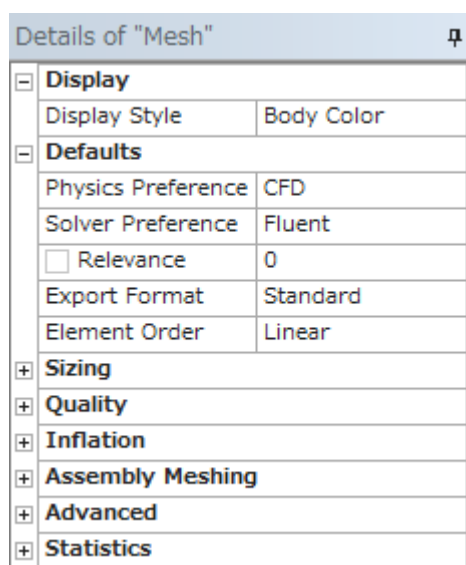 Details of "Mesh"
Display
Display Style Body Color
Defaults
Physics Preference CFD
Solver Preference Fluent
Relevance 0
Export Format Standard
Element Order Linear
Sizing
Quality
Inflation
Assembly Meshing
Advanced
Statistics